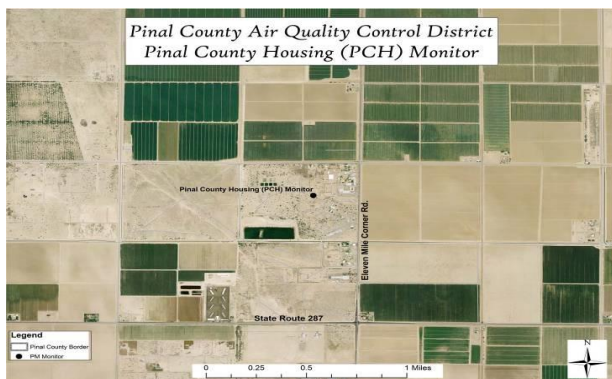 Pinal County Air Quality Control District
Pinal County Housing (PCH) Monitor
Pinal County Housing (PCH) Monitor
Eleven Mile Corner Rd.
State Route 287
Legend
Pinal County Border
PM Monitor
0 0.25 0.5 1 Miles
N